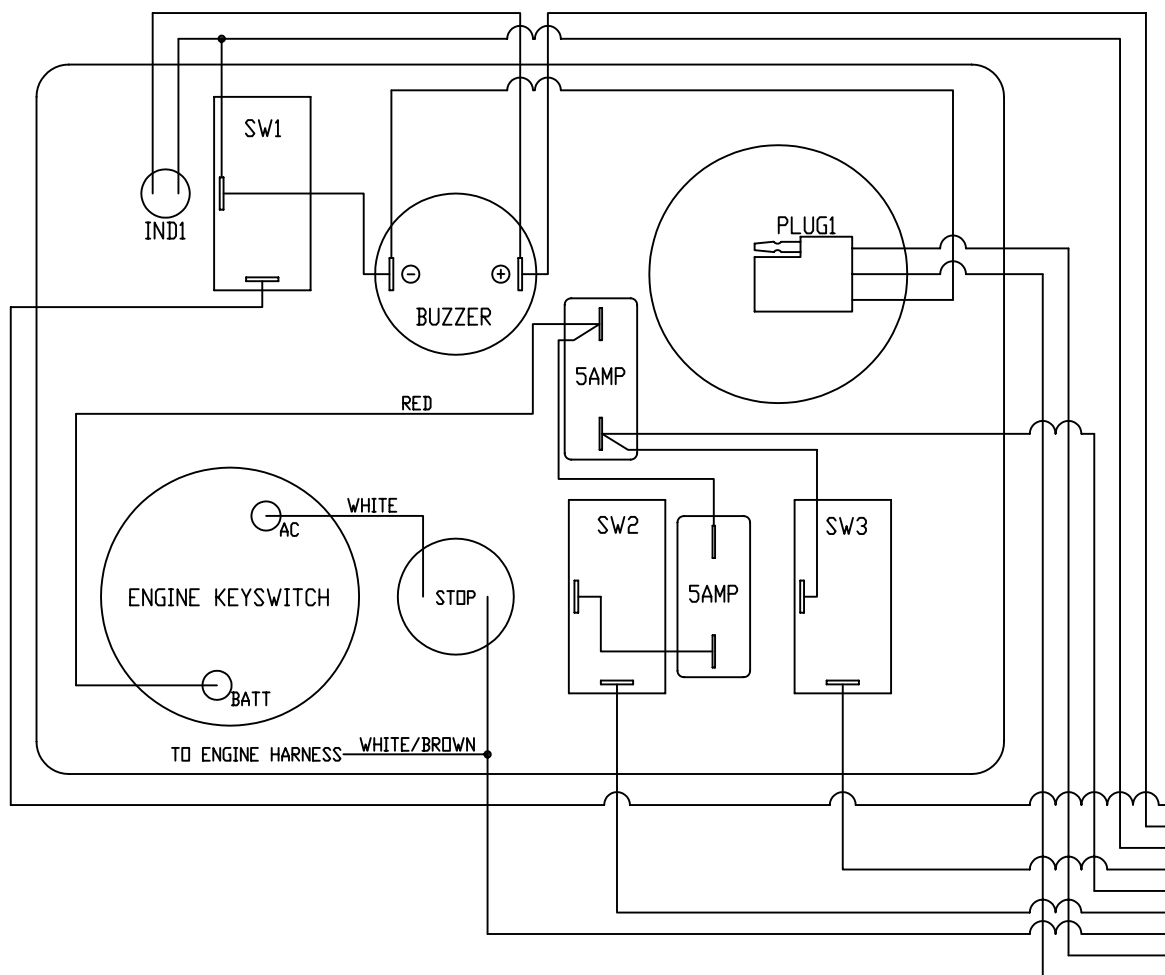 SW1
IND1
PLUG1
- +
BUZZER
5AMP
RED
WHITE
AC
SW2
SW3
ENGINE KEYSWITCH
STOP
5AMP
BATT
TO ENGINE HARNESS
WHITE/BROWN